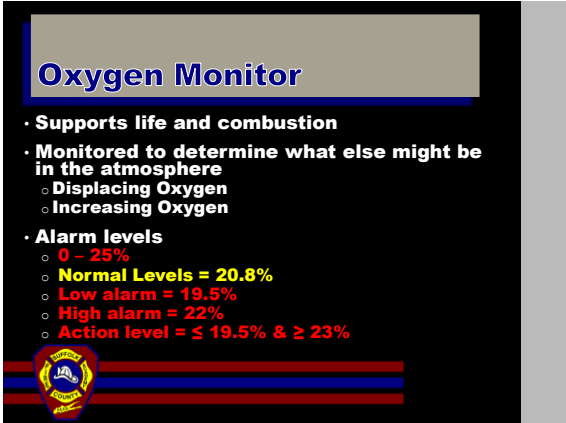 Oxygen Monitor
• Supports life and combustion
• Monitored to determine what else might be
in the atmosphere
○ Displacing Oxygen
○ Increasing Oxygen
• Alarm levels
○ 0 – 25%
○ Normal Levels = 20.8%
○ Low alarm = 19.5%
○ High alarm = 22%
○ Action level = ≤ 19.5% & ≥ 23%
SUFFOLK
COUNTY